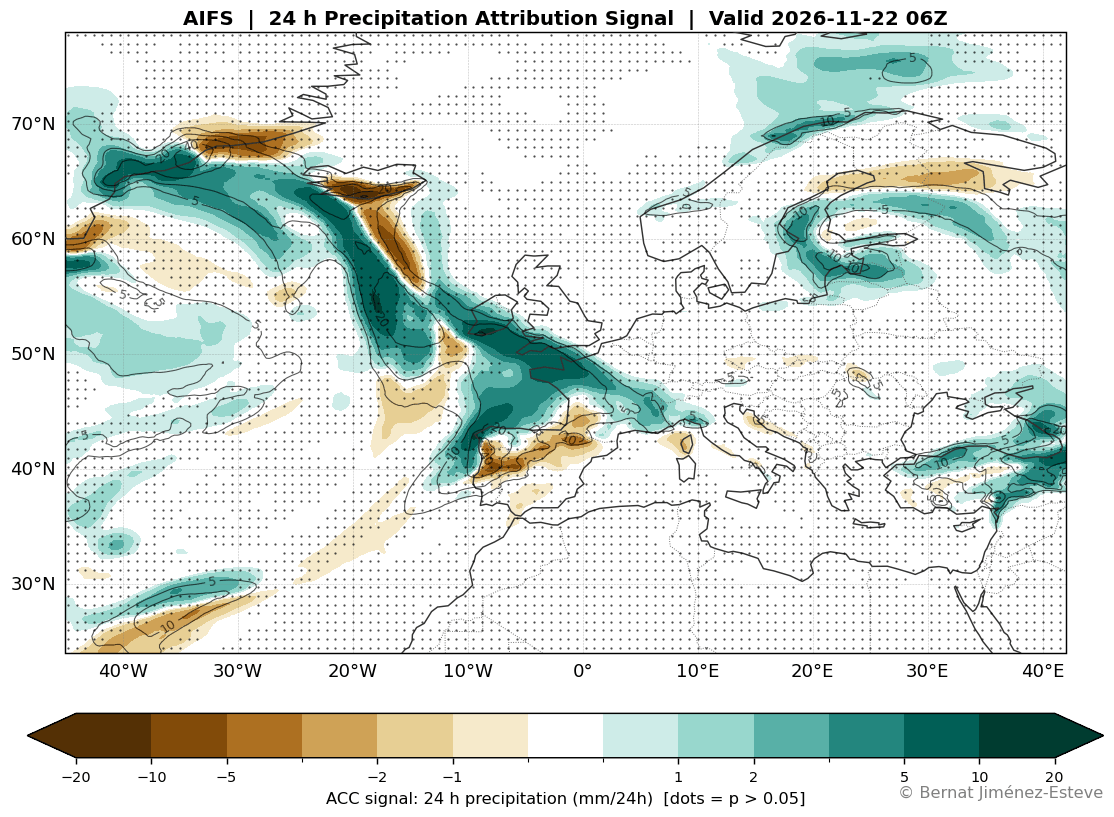 AIFS | 24 h Precipitation Attribution Signal | Valid 2026-11-22 06Z
70°N
60°N
50°N
40°N
30°N
40°W 30°W 20°W 10°W 0° 10°E 20°E 30°E 40°E
−20 −10 −5 −2 −1 1 2 5 10 20
ACC signal: 24 h precipitation (mm/24h) [dots = p > 0.05]
© Bernat Jiménez-Esteve